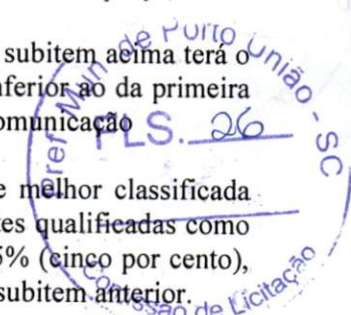 subitem acima terá o
nferior ao da primeira
omunicação
e melhor classificada
tes qualificadas como
5% (cinco por cento),
subitem anterior.
Pref. Mun. de Porto União - SC
FLS. 26
Comissão de Licitação